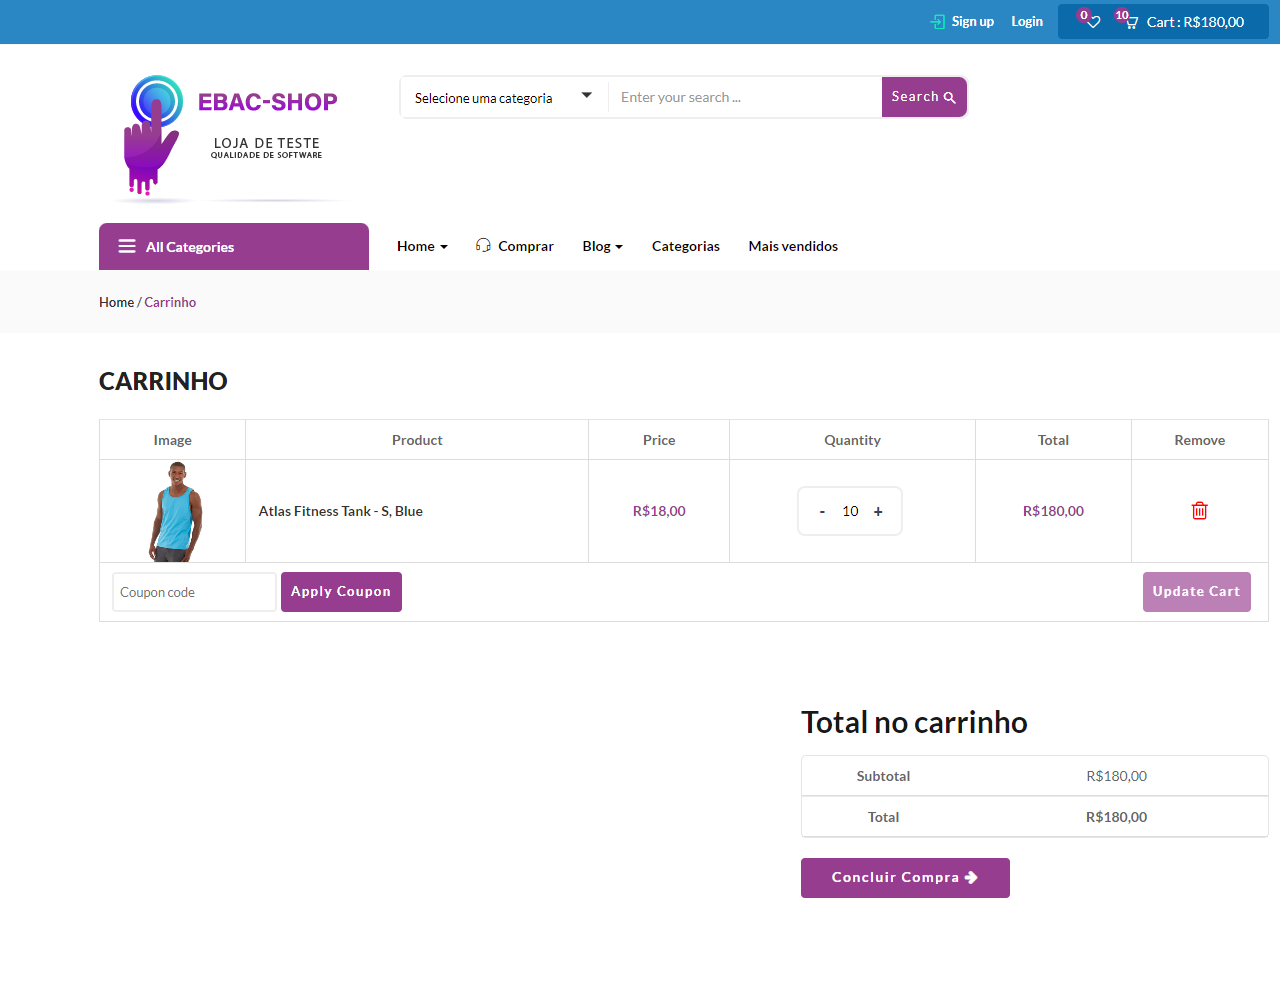 Sign up Login 0 10 Cart : R$180,00
EBAC-SHOP
LOJA DE TESTE
QUALIDADE DE SOFTWARE
Selecione uma categoria Enter your search ... Search
All Categories Home Comprar Blog Categorias Mais vendidos
Home / Carrinho
CARRINHO
Image Product Price Quantity Total Remove
Atlas Fitness Tank - S, Blue R$18,00 - 10 + R$180,00
Coupon code Apply Coupon Update Cart
Total no carrinho
Subtotal R$180,00
Total R$180,00
Concluir Compra